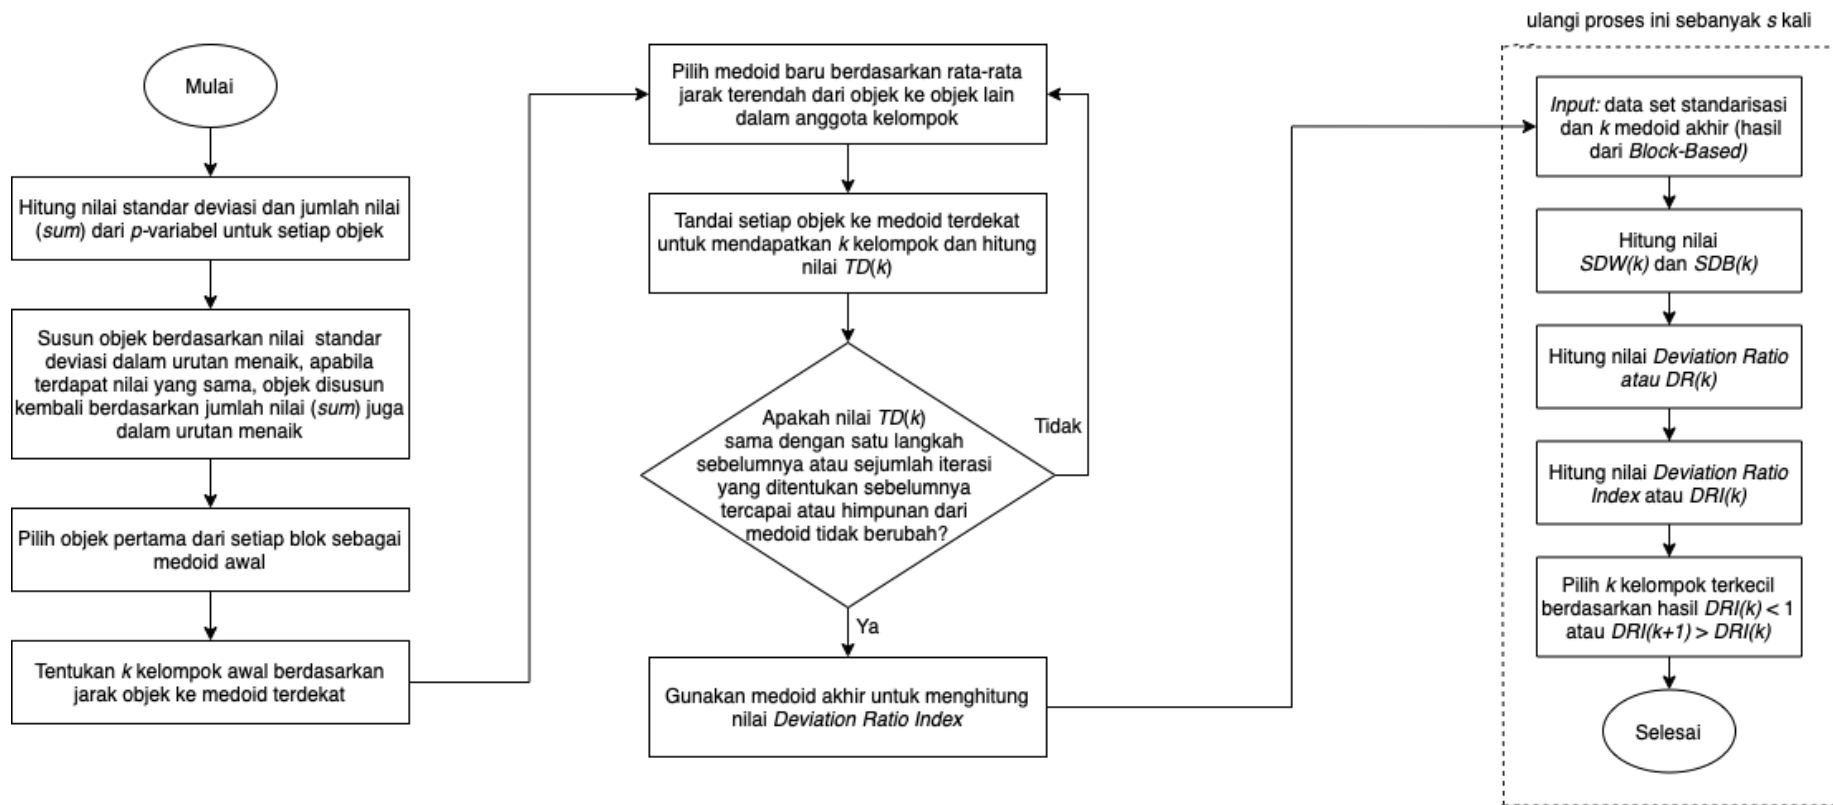 Mulai
Hitung nilai standar deviasi dan jumlah nilai
(sum) dari p-variabel untuk setiap objek
Susun objek berdasarkan nilai standar
deviasi dalam urutan menaik, apabila
terdapat nilai yang sama, objek disusun
kembali berdasarkan jumlah nilai (sum) juga
dalam urutan menaik
Pilih objek pertama dari setiap blok sebagai
medoid awal
Tentukan k kelompok awal berdasarkan
jarak objek ke medoid terdekat
Pilih medoid baru berdasarkan rata-rata
jarak terendah dari objek ke objek lain
dalam anggota kelompok
Tandai setiap objek ke medoid terdekat
untuk mendapatkan k kelompok dan hitung
nilai TD(k)
Apakah nilai TD(k)
sama dengan satu langkah
sebelumnya atau sejumlah iterasi
yang ditentukan sebelumnya
tercapai atau himpunan dari
medoid tidak berubah?
Tidak
Ya
Gunakan medoid akhir untuk menghitung
nilai Deviation Ratio Index
ulangi proses ini sebanyak s kali
Input: data set standarisasi
dan k medoid akhir (hasil
dari Block-Based)
Hitung nilai
SDW(k) dan SDB(k)
Hitung nilai Deviation Ratio
atau DR(k)
Hitung nilai Deviation Ratio
Index atau DRI(k)
Pilih k kelompok terkecil
berdasarkan hasil DRI(k) < 1
atau DRI(k+1) > DRI(k)
Selesai